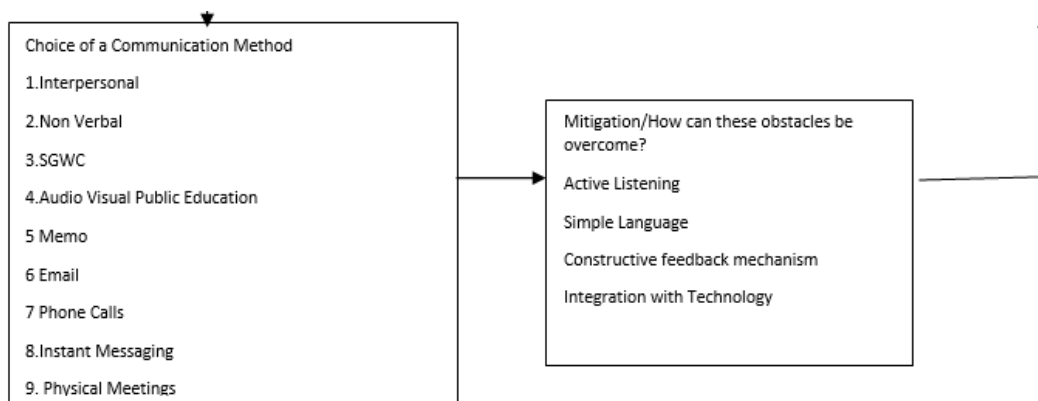 Choice of a Communication Method
1.Interpersonal
2.Non Verbal
3.SGWC
4.Audio Visual Public Education
5 Memo
6 Email
7 Phone Calls
8.Instant Messaging
9. Physical Meetings
Mitigation/How can these obstacles be
overcome?
Active Listening
Simple Language
Constructive feedback mechanism
Integration with Technology